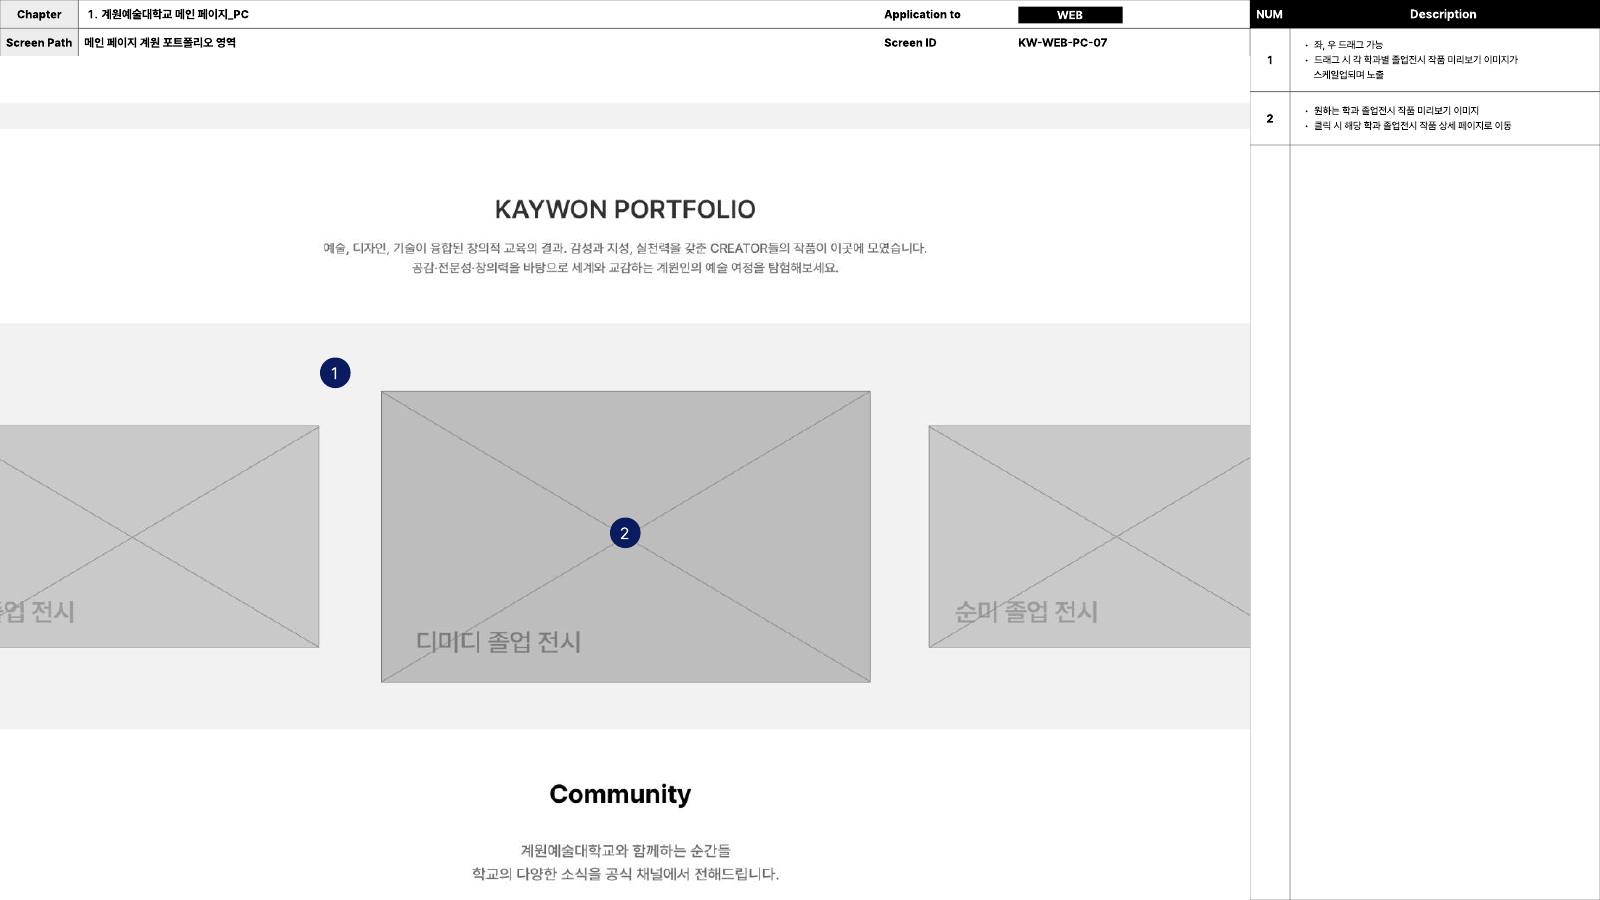 Chapter
1. 계원예술대학교 메인 페이지_PC
Application to
WEB
Screen Path
메인 페이지 계원 포트폴리오 영역
Screen ID
KW-WEB-PC-07
NUM
Description
1
· 좌, 우 드래그 가능
· 드래그 시 각 학과별 졸업전시 작품 미리보기 이미지가
스케일업되며 노출
2
· 원하는 학과 졸업전시 작품 미리보기 이미지
· 클릭 시 해당 학과 졸업전시 작품 상세 페이지로 이동
KAYWON PORTFOLIO
예술, 디자인, 기술이 융합된 창의적 교육의 결과. 감성과 지성, 실천력을 갖춘 CREATOR들의 작품이 이곳에 모였습니다.
공감·전문성·창의력을 바탕으로 세계와 교감하는 계원인의 예술 여정을 탐험해보세요.
1
2
졸업 전시
디미디 졸업 전시
순미 졸업 전시
Community
계원예술대학교와 함께하는 순간들
학교의 다양한 소식을 공식 채널에서 전해드립니다.